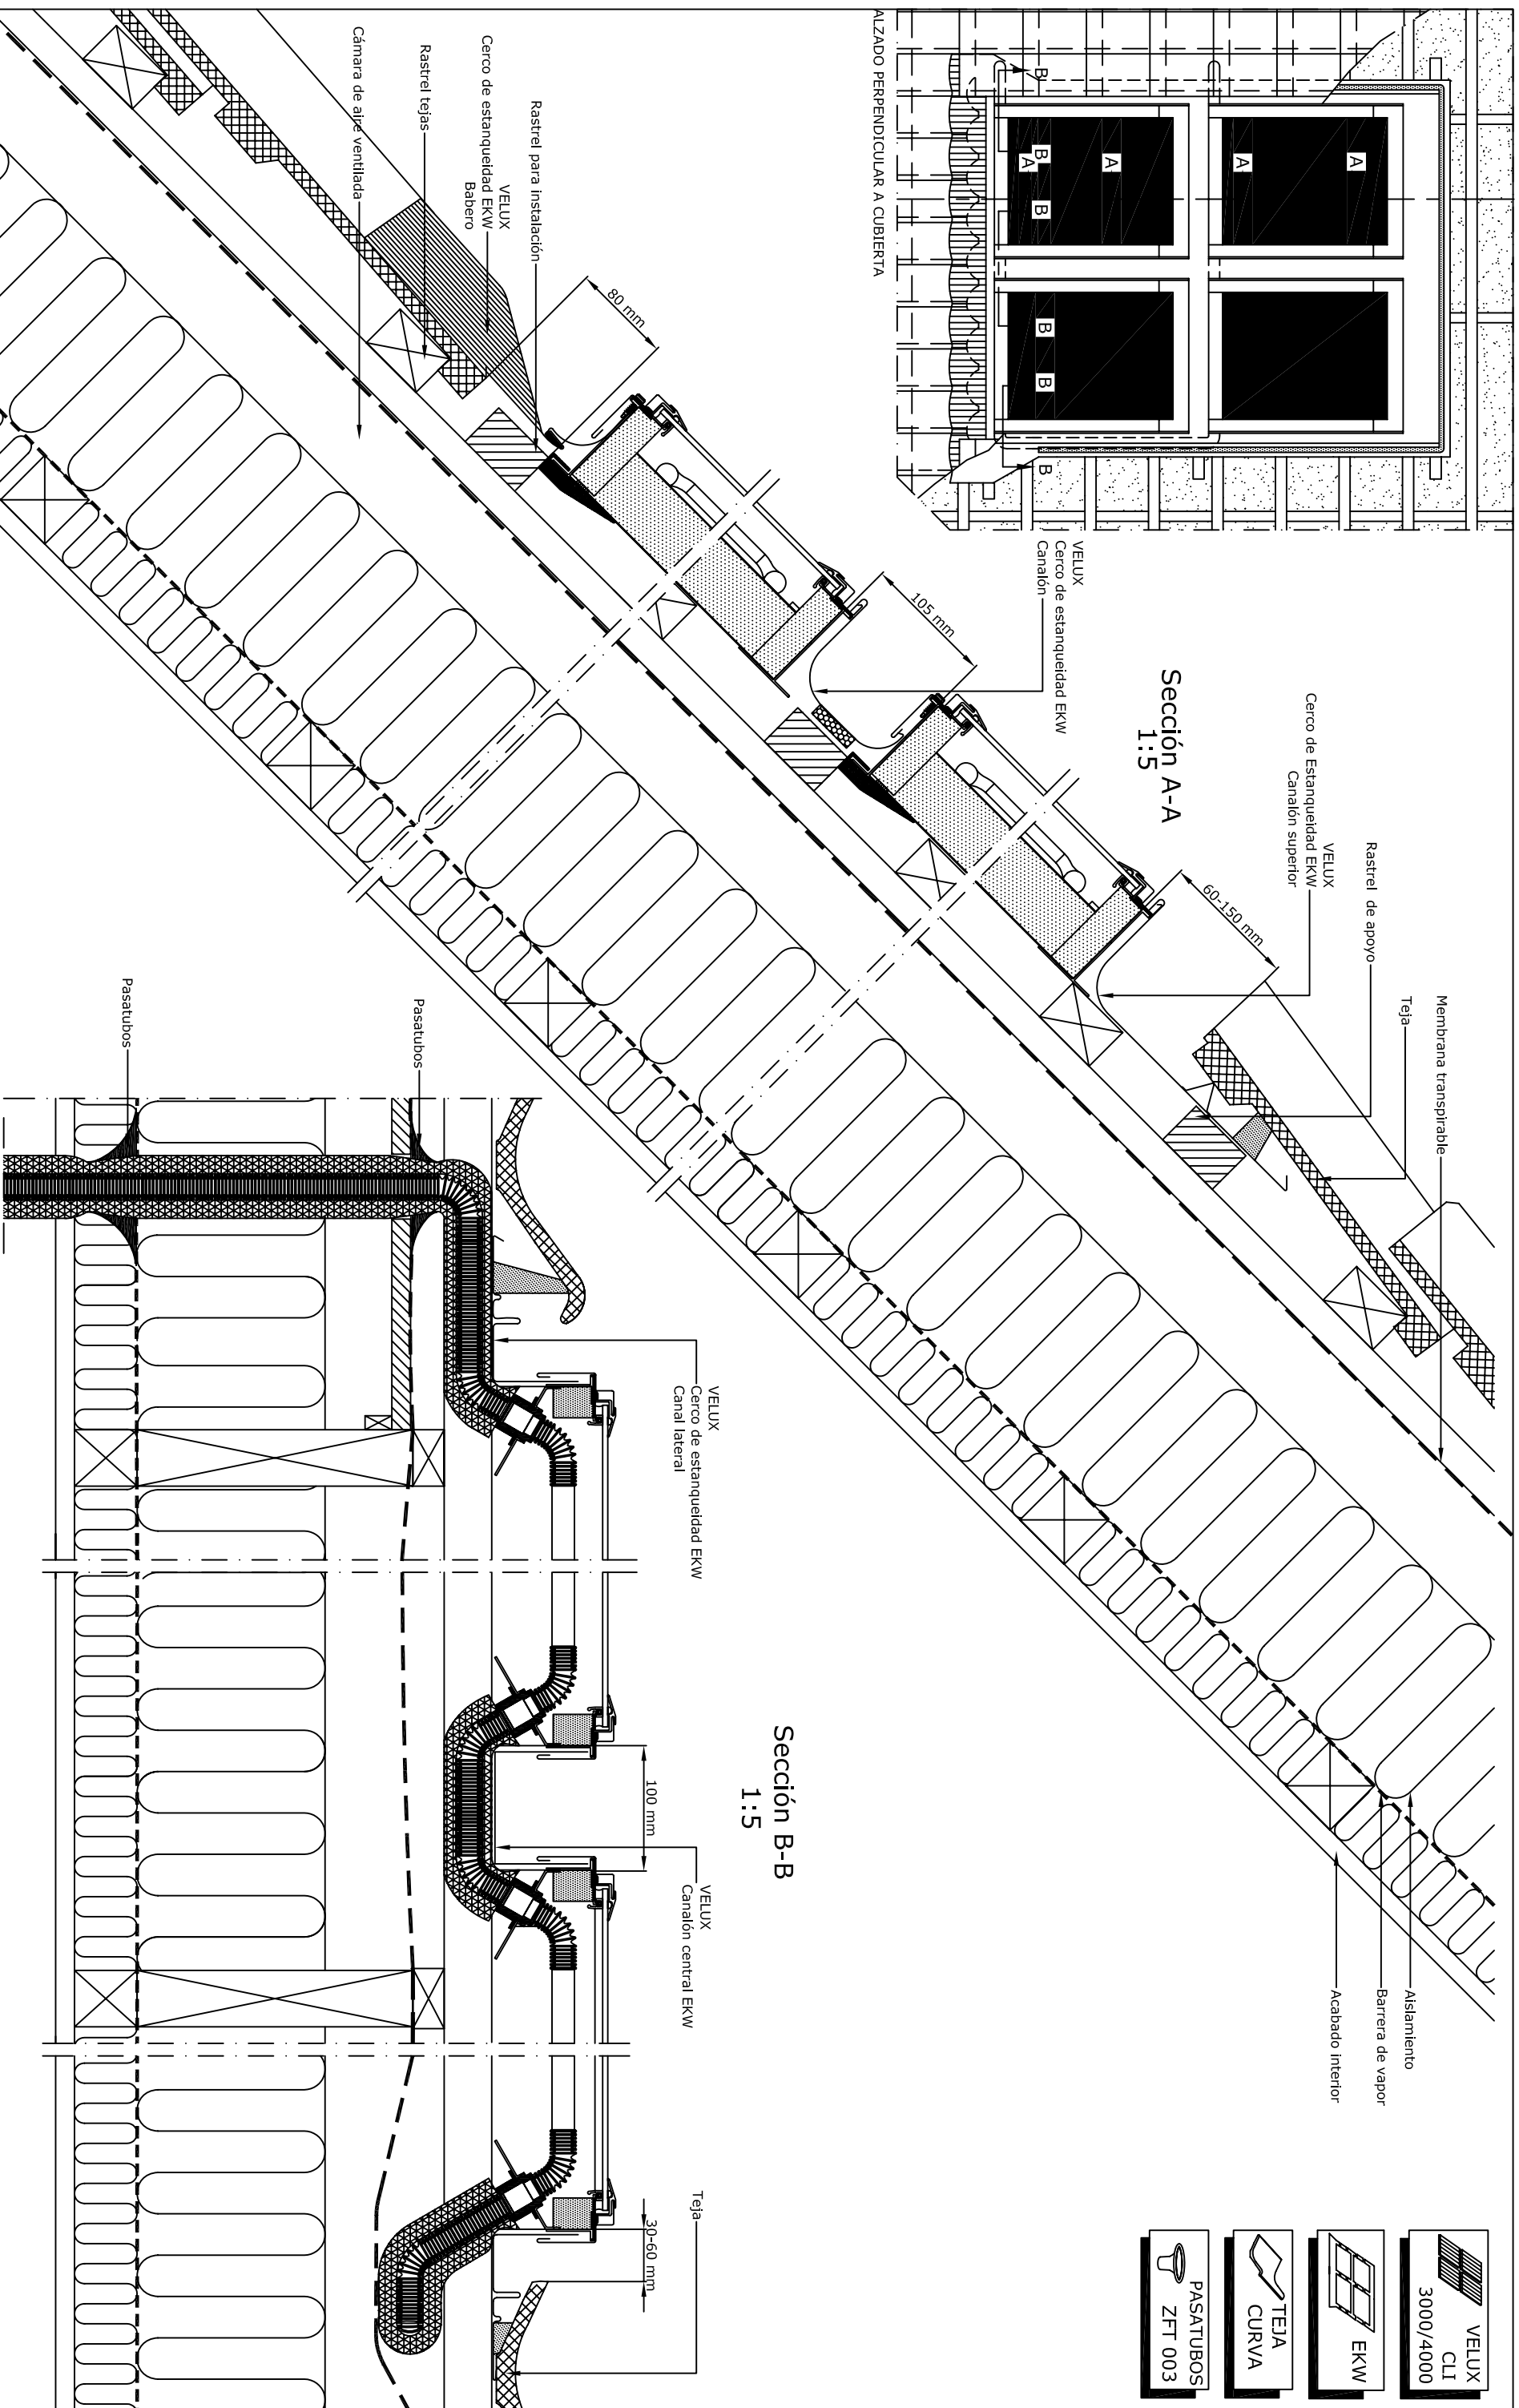 ALZADO PERPENDICULAR A CUBIERTA
B
B
A
A
A
A
B
B
B
B
Sección A-A
1:5
Cámara de aire ventilada
Rastrel tejas
VELUX
Cerco de estanqueidad EKW
Babero
Rastrel para instalación
80 mm
VELUX
Cerco de estanqueidad EKW
Canalón
105 mm
VELUX
Cerco de Estanqueidad EKW
Canalón superior
60-150 mm
Rastrel de apoyo
Teja
Membrana transpirable
Aislamiento
Barrera de vapor
Acabado interior
Sección B-B
1:5
Pasatubos
Pasatubos
VELUX
Cerco de estanqueidad EKW
Canal lateral
100 mm
VELUX
Canalón central EKW
Teja
30-60 mm
VELUX
CLI
3000/4000
EKW
TEJA
CURVA
PASATUBOS
ZFT 003